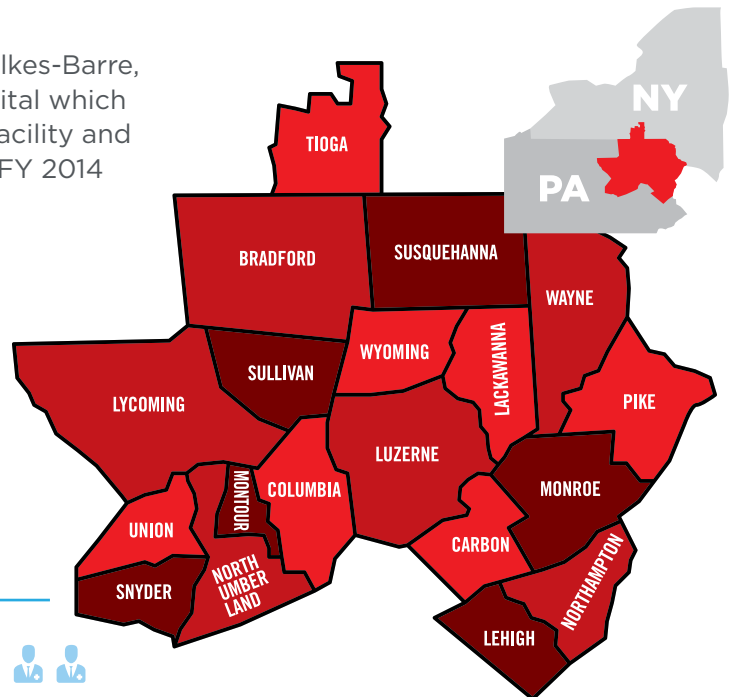 lkes-Barre,
ital which
acility and
FY 2014
NY
PA
TIOGA
BRADFORD
SUSQUEHANNA
WAYNE
WYOMING
LACKAWANNA
SULLIVAN
LYCOMING
PIKE
LUZERNE
MONTOUR
COLUMBIA
MONROE
UNION
CARBON
NORTHAMPTON
SNYDER
NORTH
UMBER
LAND
LEHIGH